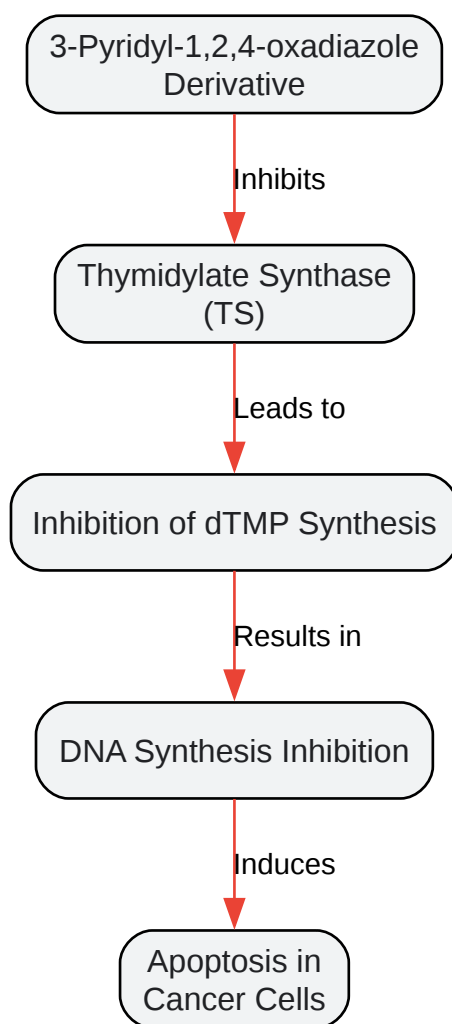 3-Pyridyl-1,2,4-oxadiazole
Derivative
Inhibits
Thymidylate Synthase
(TS)
Leads to
Inhibition of dTMP Synthesis
Results in
DNA Synthesis Inhibition
Induces
Apoptosis in
Cancer Cells